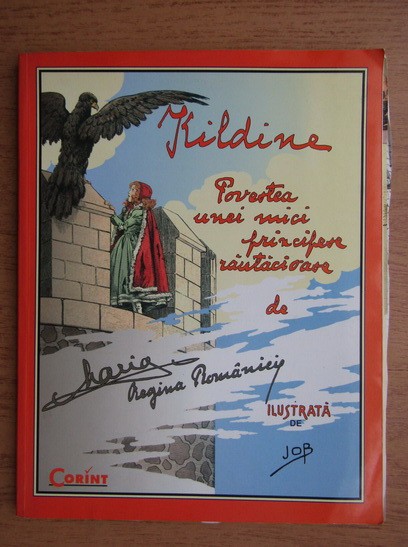 Kildine
Povestea
unei mici
prințese
răutăcioase
de
Maria
Regina României
ILUSTRATĂ
DE
JOB
CORINT